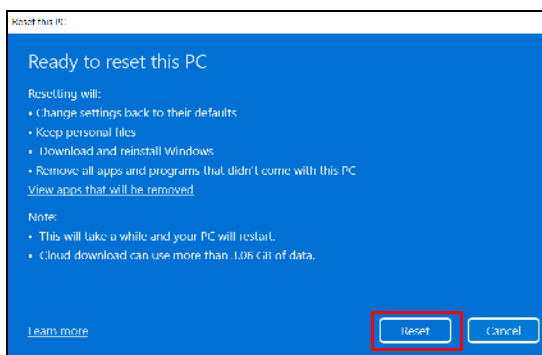 Reset this PC
Ready to reset this PC
Resetting will:
• Change settings back to their defaults
• Keep personal files
• Download and reinstall Windows
• Remove all apps and programs that didn't come with this PC
View apps that will be removed
Note:
• This will take a while and your PC will restart.
• Cloud download can use more than 3.06 GB of data.
Learn more
Reset
Cancel